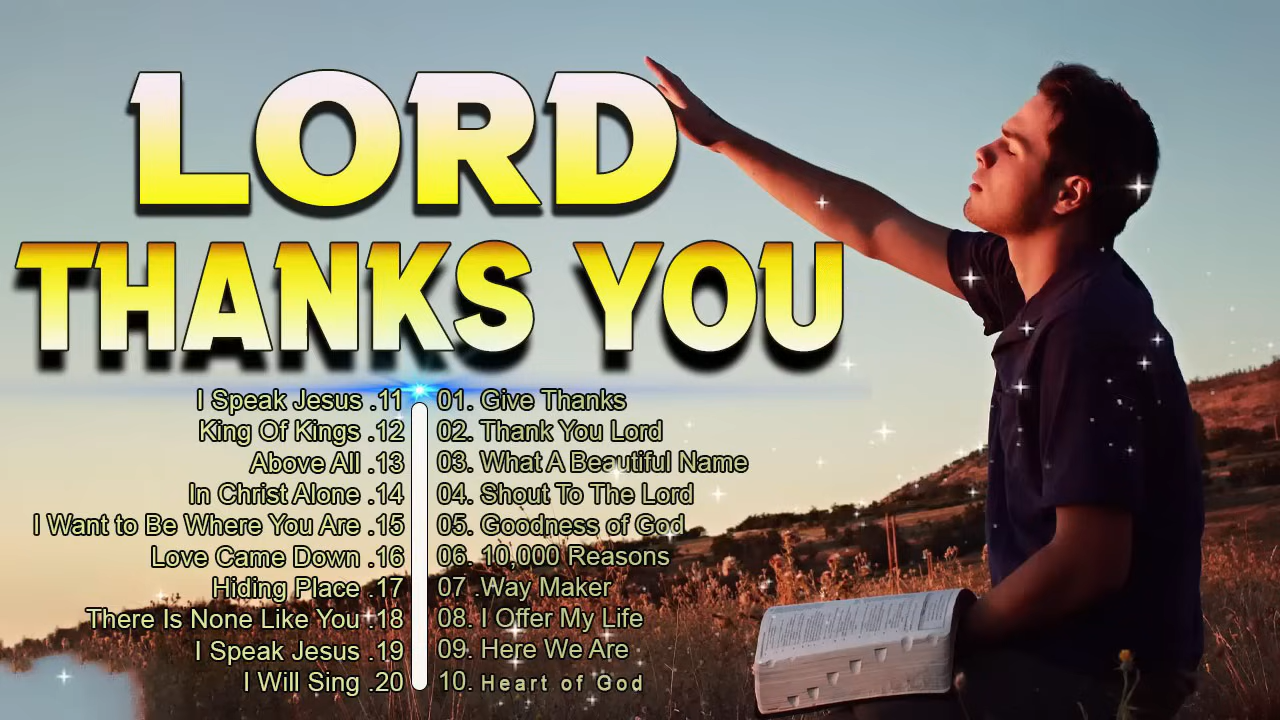 LORD
THANKS YOU
I Speak Jesus .11
King Of Kings .12
Above All .13
In Christ Alone .14
I Want to Be Where You Are .15
Love Came Down .16
Hiding Place .17
There Is None Like You .18
I Speak Jesus .19
I Will Sing .20
01. Give Thanks
02. Thank You Lord
03. What A Beautiful Name
04. Shout To The Lord
05. Goodness of God
06. 10,000 Reasons
07 .Way Maker
08. I Offer My Life
09. Here We Are
10. Heart of God